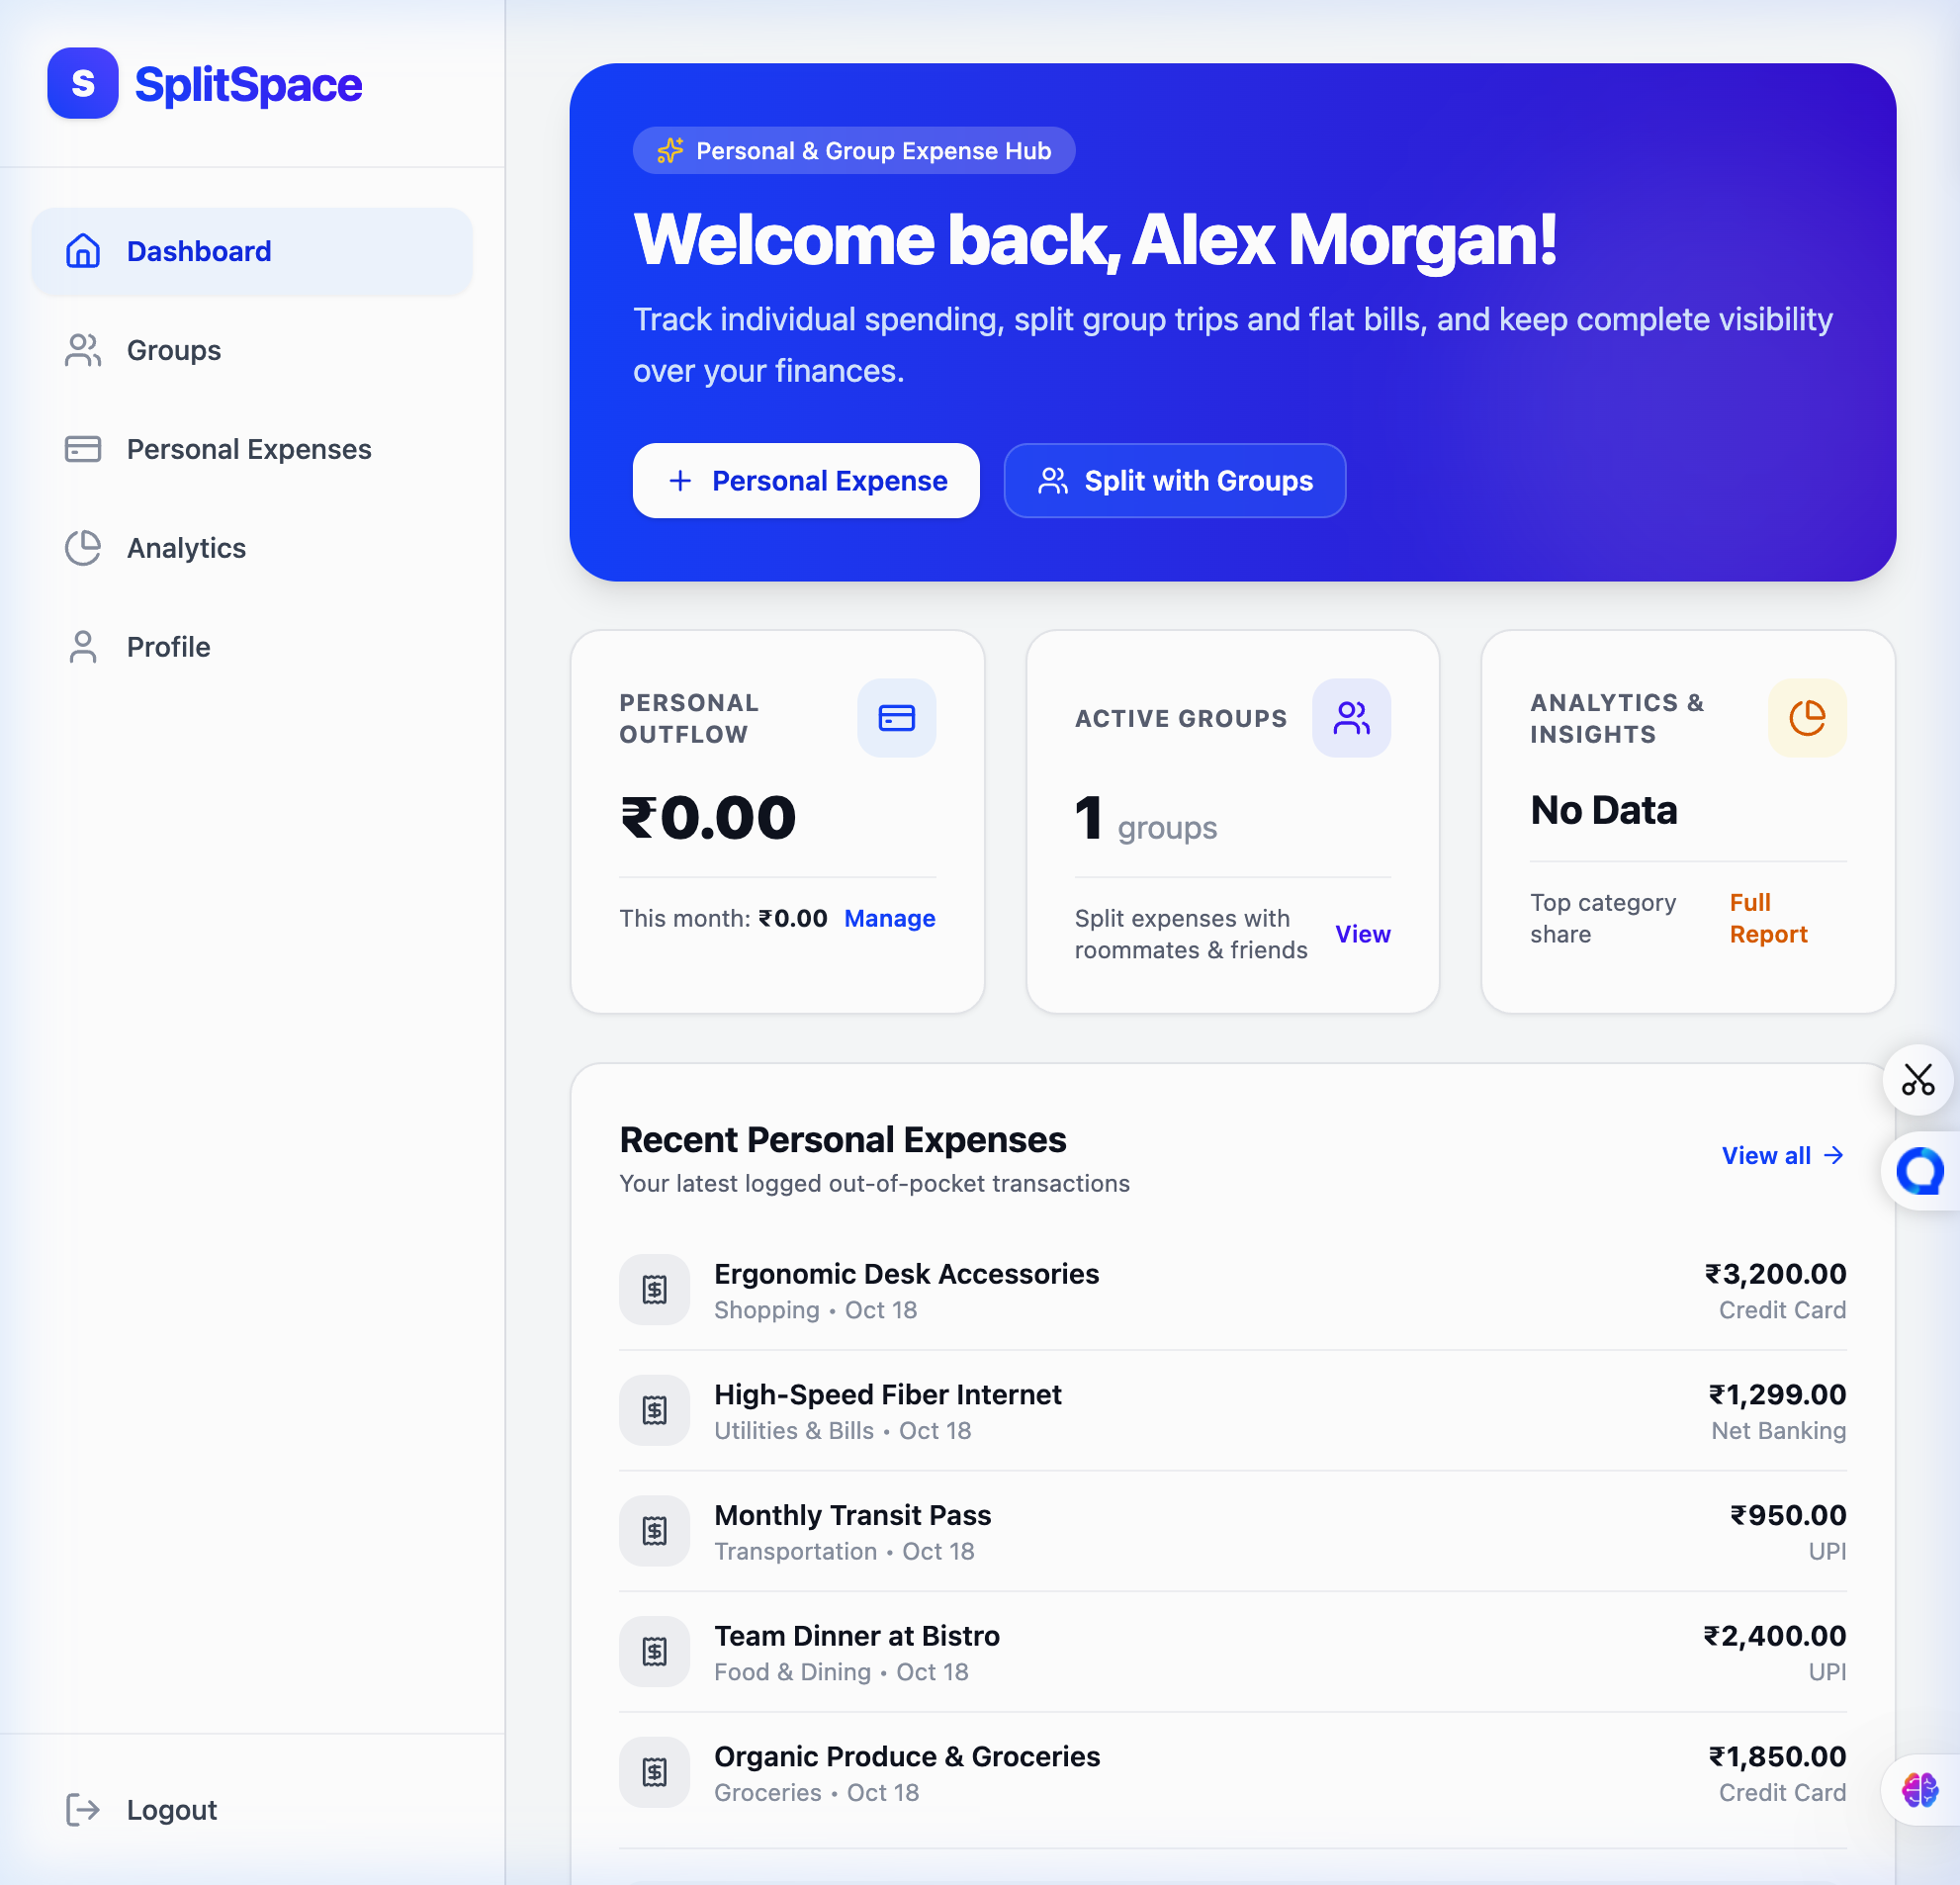 S SplitSpace
Dashboard
Groups
Personal Expenses
Analytics
Profile
Logout
Personal & Group Expense Hub
Welcome back, Alex Morgan!
Track individual spending, split group trips and flat bills, and keep complete visibility
over your finances.
+ Personal Expense
Split with Groups
PERSONAL
OUTFLOW
₹0.00
This month: ₹0.00 Manage
ACTIVE GROUPS
1 groups
Split expenses with
roommates & friends
View
ANALYTICS &
INSIGHTS
No Data
Top category
share
Full
Report
Recent Personal Expenses
Your latest logged out-of-pocket transactions
View all →
Ergonomic Desk Accessories
Shopping • Oct 18
₹3,200.00
Credit Card
High-Speed Fiber Internet
Utilities & Bills • Oct 18
₹1,299.00
Net Banking
Monthly Transit Pass
Transportation • Oct 18
₹950.00
UPI
Team Dinner at Bistro
Food & Dining • Oct 18
₹2,400.00
UPI
Organic Produce & Groceries
Groceries • Oct 18
₹1,850.00
Credit Card